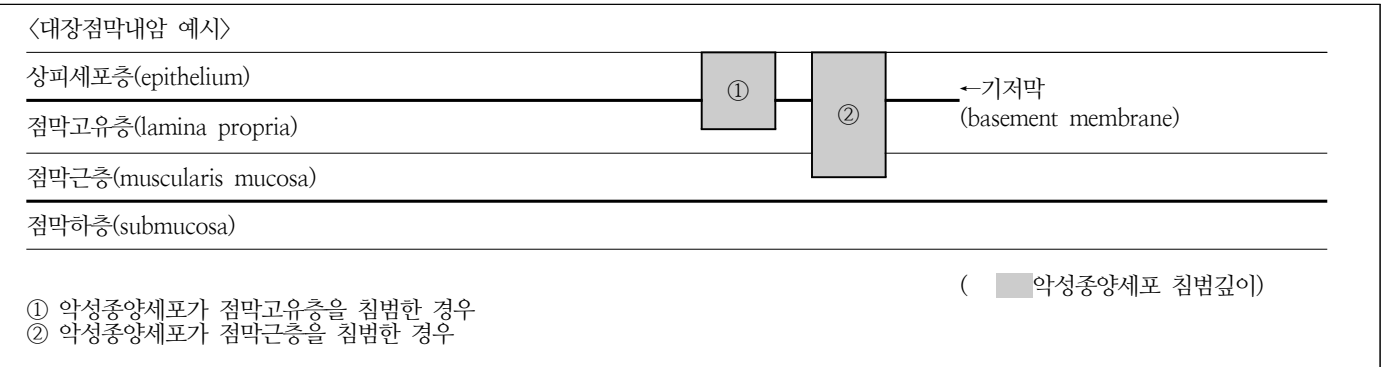 〈대장점막내암 예시〉
상피세포층(epithelium)
①
←기저막
점막고유층(lamina propria)
②
(basement membrane)
점막근층(muscularis mucosa)
점막하층(submucosa)
( 악성종양세포 침범깊이)
① 악성종양세포가 점막고유층을 침범한 경우
② 악성종양세포가 점막근층을 침범한 경우